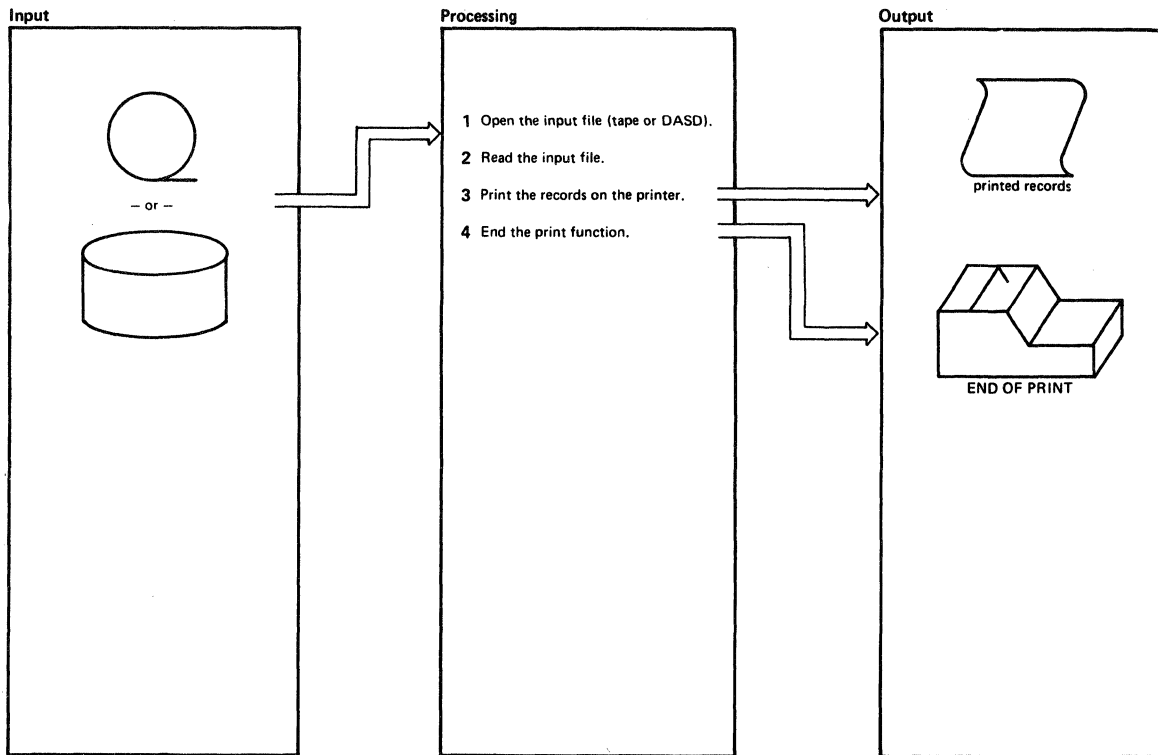 Input
Processing
Output
– or –
1 Open the input file (tape or DASD).
2 Read the input file.
3 Print the records on the printer.
4 End the print function.
printed records
END OF PRINT